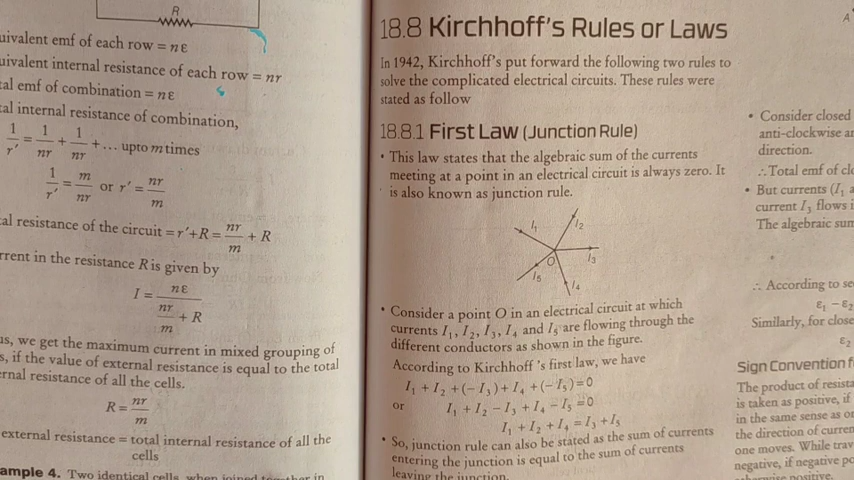 R
uivalent emf of each row = nε
uivalent internal resistance of each row = nr
tal emf of combination = nε
tal internal resistance of combination,
1/r′ = 1/nr + 1/nr + ... upto m times
1/r′ = m/nr or r′ = nr/m
al resistance of the circuit = r′+R = nr/m + R
rrent in the resistance R is given by
I = nε / (nr/m + R)
us, we get the maximum current in mixed grouping of
s, if the value of external resistance is equal to the total
ernal resistance of all the cells.
R = nr/m
external resistance = total internal resistance of all the
cells
ample 4. Two identical cells, when joined together in
18.8 Kirchhoff's Rules or Laws
In 1942, Kirchhoff's put forward the following two rules to
solve the complicated electrical circuits. These rules were
stated as follow
18.8.1 First Law (Junction Rule)
• This law states that the algebraic sum of the currents
meeting at a point in an electrical circuit is always zero. It
is also known as junction rule.
I₁
I₂
I₃
O
I₅
I₄
• Consider a point O in an electrical circuit at which
currents I₁, I₂, I₃, I₄ and I₅ are flowing through the
different conductors as shown in the figure.
According to Kirchhoff 's first law, we have
I₁ + I₂ +(−I₃)+I₄ +(−I₅)=0
or I₁ + I₂ − I₃ + I₄ − I₅ =0
I₁ + I₂ + I₄ = I₃ + I₅
• So, junction rule can also be stated as the sum of currents
entering the junction is equal to the sum of currents
leaving the junction.
A
• Consider closed
anti-clockwise a
direction.
∴Total emf of cl
• But currents (I₁ a
current I₃ flows i
The algebraic sum
∴ According to se
ε₁ − ε₂
Similarly, for close
ε₂
Sign Convention f
The product of resista
is taken as positive, if
in the same sense as o
the direction of curren
one moves. While trav
negative, if negative po
otherwise positive.